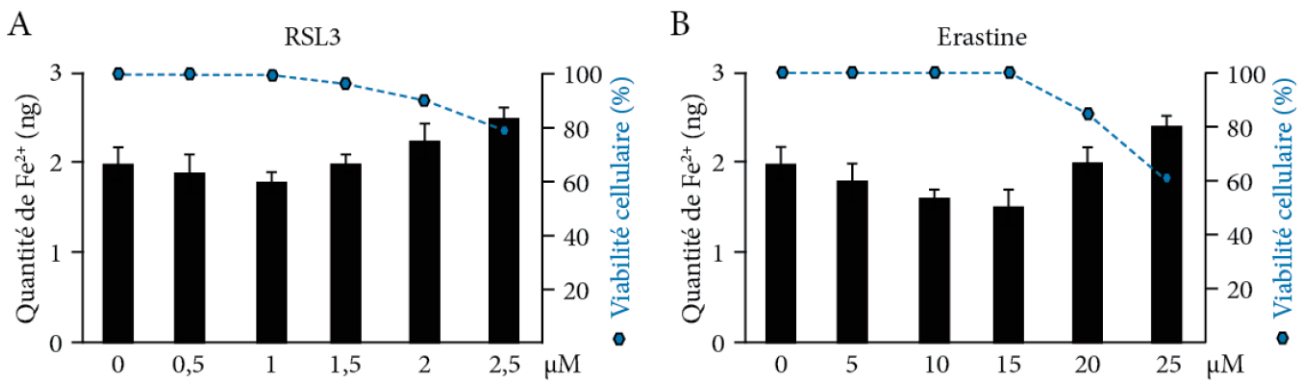 A
RSL3
Quantité de Fe²⁺ (ng)
3
2
1
0
0 0,5 1 1,5 2 2,5 µM
100
80
60
40
20
Viabilité cellulaire (%)
B
Erastine
Quantité de Fe²⁺ (ng)
3
2
1
0
0 5 10 15 20 25 µM
100
80
60
40
20
Viabilité cellulaire (%)